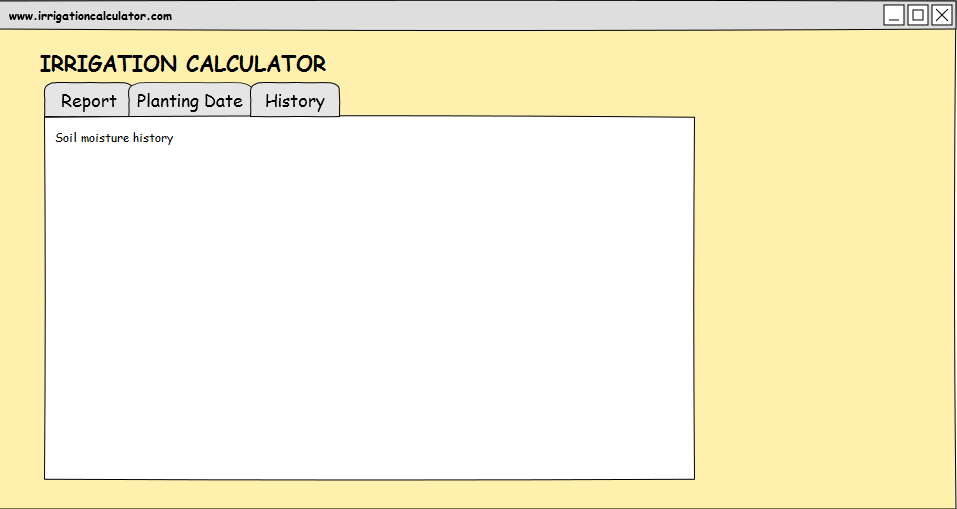 www.irrigationcalculator.com
IRRIGATION CALCULATOR
Report Planting Date History
Soil moisture history